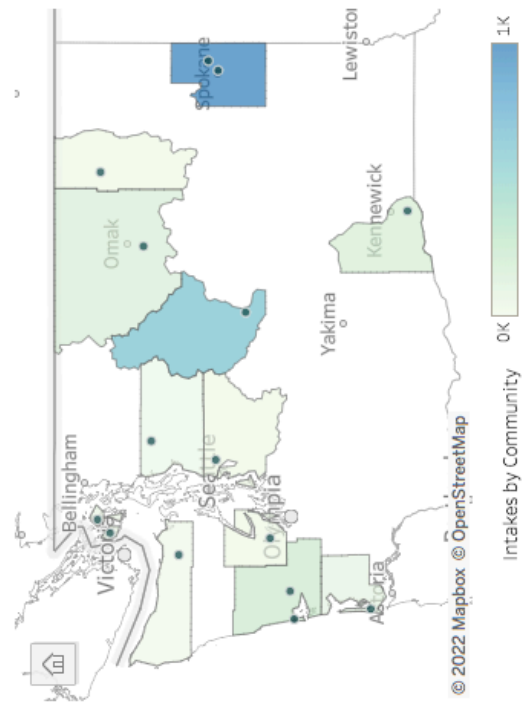 Bellingham
Victoria
Omak
Spokane
Seattle
Olympia
Yakima
Lewiston
Kennewick
Astoria
© 2022 Mapbox © OpenStreetMap
Intakes by Community
0K
1K